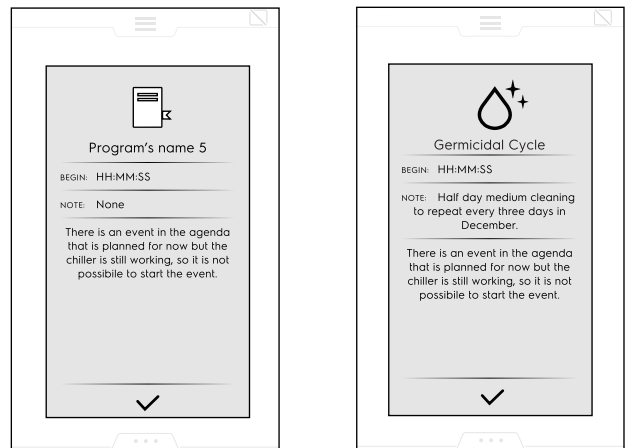 Program's name 5
BEGIN: HH:MM:SS
NOTE: None
There is an event in the agenda
that is planned for now but the
chiller is still working, so it is not
possibile to start the event.
Germicidal Cycle
BEGIN: HH:MM:SS
NOTE: Half day medium cleaning
to repeat every three days in
December.
There is an event in the agenda
that is planned for now but the
chiller is still working, so it is not
possibile to start the event.